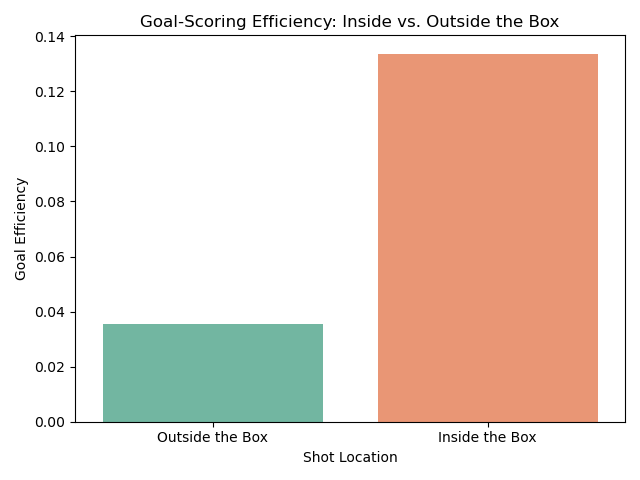 Goal-Scoring Efficiency: Inside vs. Outside the Box
0.14
0.12
0.10
0.08
0.06
0.04
0.02
0.00
Goal Efficiency
Outside the Box
Inside the Box
Shot Location